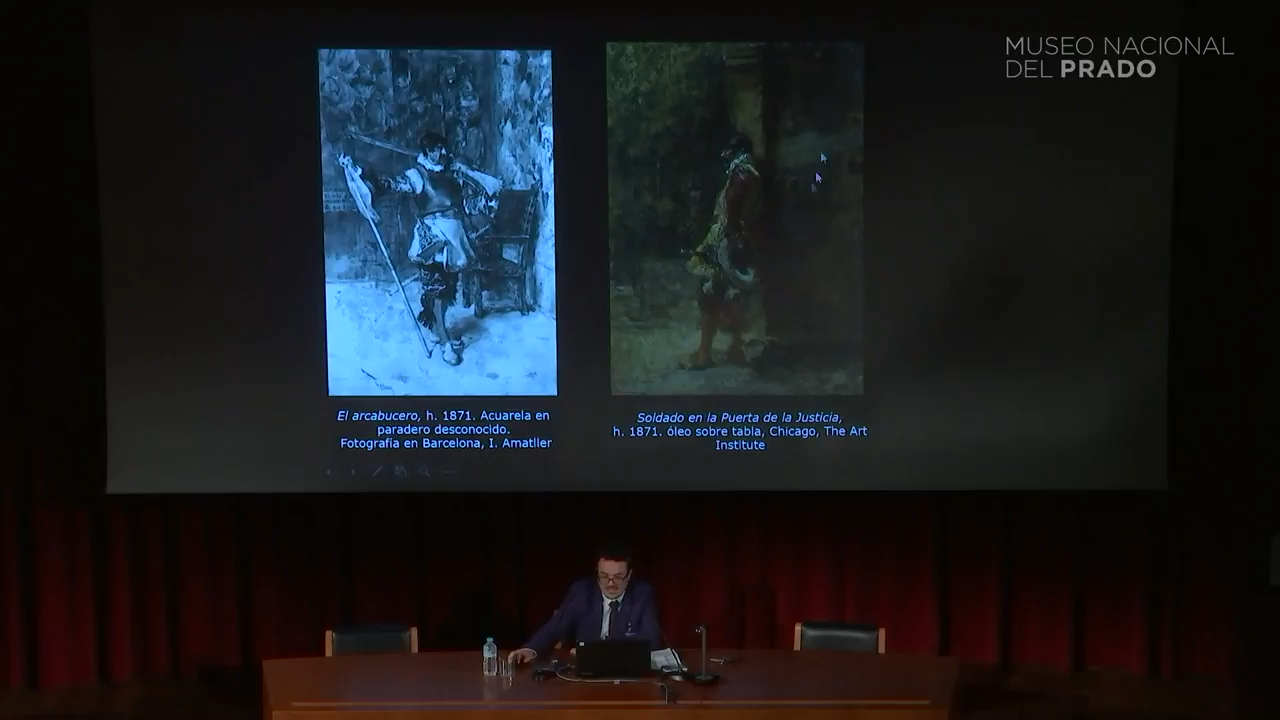 MUSEO NACIONAL
DEL PRADO
El arcabucero, h. 1871. Acuarela en
paradero desconocido.
Fotografía en Barcelona, I. Amatller
Soldado en la Puerta de la Justicia,
h. 1871. óleo sobre tabla, Chicago, The Art
Institute